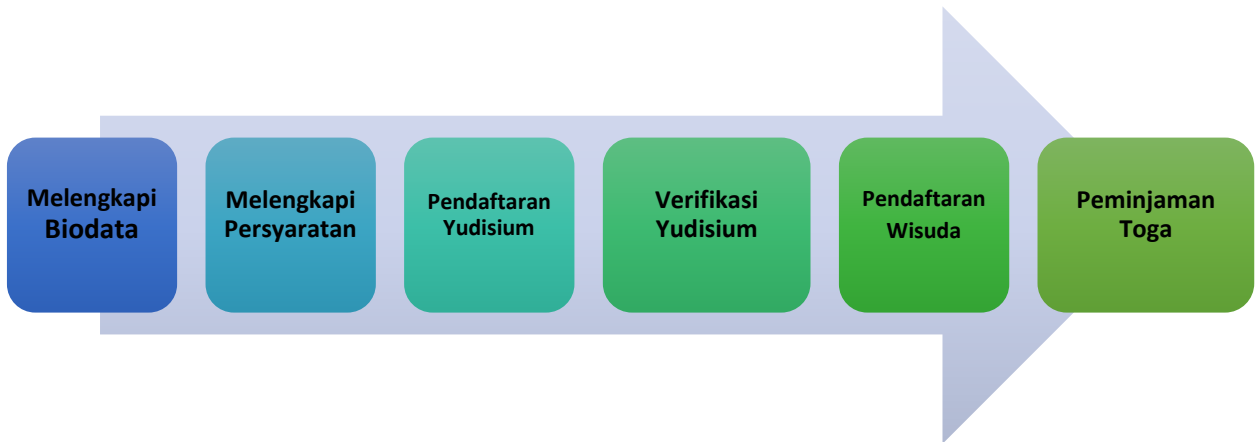 Melengkapi
Biodata
Melengkapi
Persyaratan
Pendaftaran
Yudisium
Verifikasi
Yudisium
Pendaftaran
Wisuda
Peminjaman
Toga